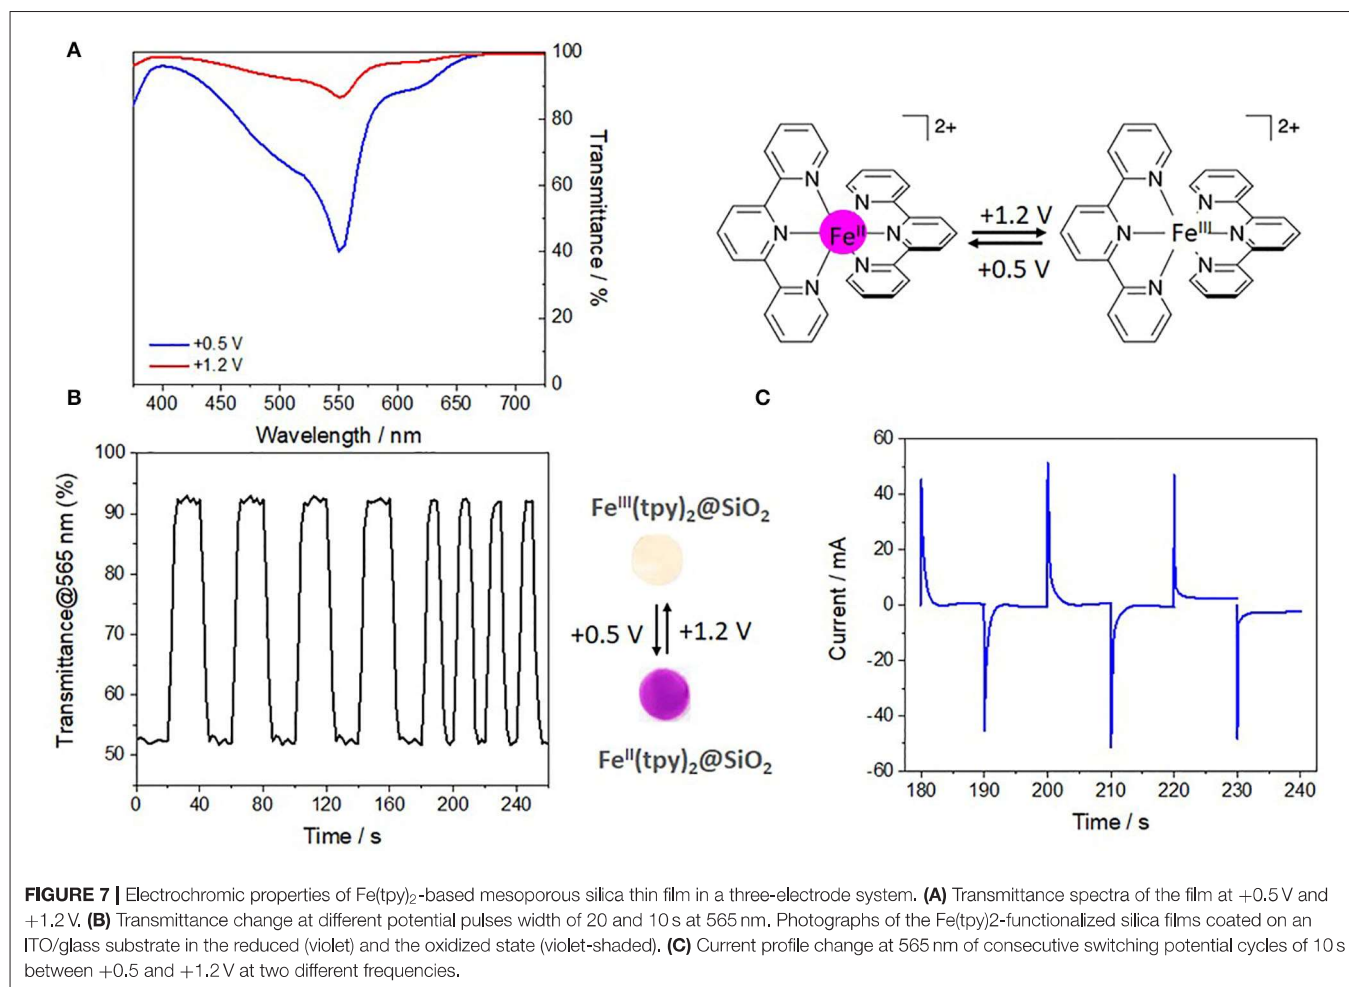 A
100
80
60
40
20
0
Transmittance / %
+0.5 V
+1.2 V
400 450 500 550 600 650 700
Wavelength / nm
2+
2+
N
N
N
N
N
N
FeII
+1.2 V
+0.5 V
N
N
N
N
N
N
FeIII
B
100
90
80
70
60
50
Transmittance@565 nm (%)
0 40 80 120 160 200 240
Time / s
FeIII(tpy)2@SiO2
+0.5 V
+1.2 V
FeII(tpy)2@SiO2
C
60
40
20
0
-20
-40
-60
Current / mA
180 190 200 210 220 230 240
Time / s
FIGURE 7 | Electrochromic properties of Fe(tpy)2-based mesoporous silica thin film in a three-electrode system. (A) Transmittance spectra of the film at +0.5 V and
+1.2 V. (B) Transmittance change at different potential pulses width of 20 and 10 s at 565 nm. Photographs of the Fe(tpy)2-functionalized silica films coated on an
ITO/glass substrate in the reduced (violet) and the oxidized state (violet-shaded). (C) Current profile change at 565 nm of consecutive switching potential cycles of 10 s
between +0.5 and +1.2 V at two different frequencies.